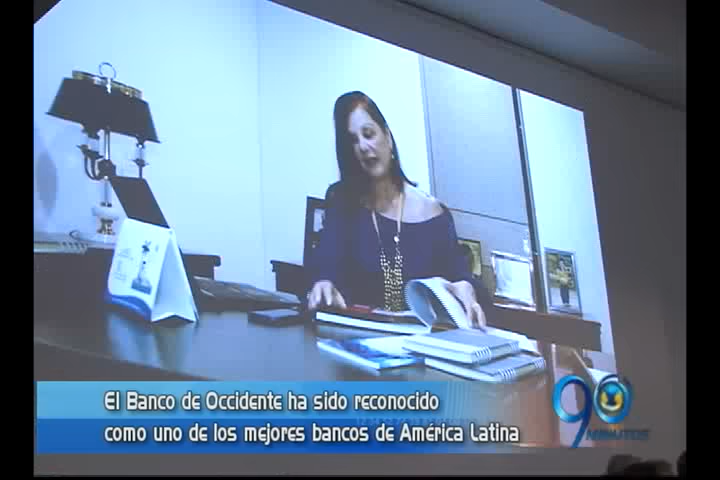 El Banco de Occidente ha sido reconocido
como uno de los mejores bancos de América Latina
90
MINUTOS